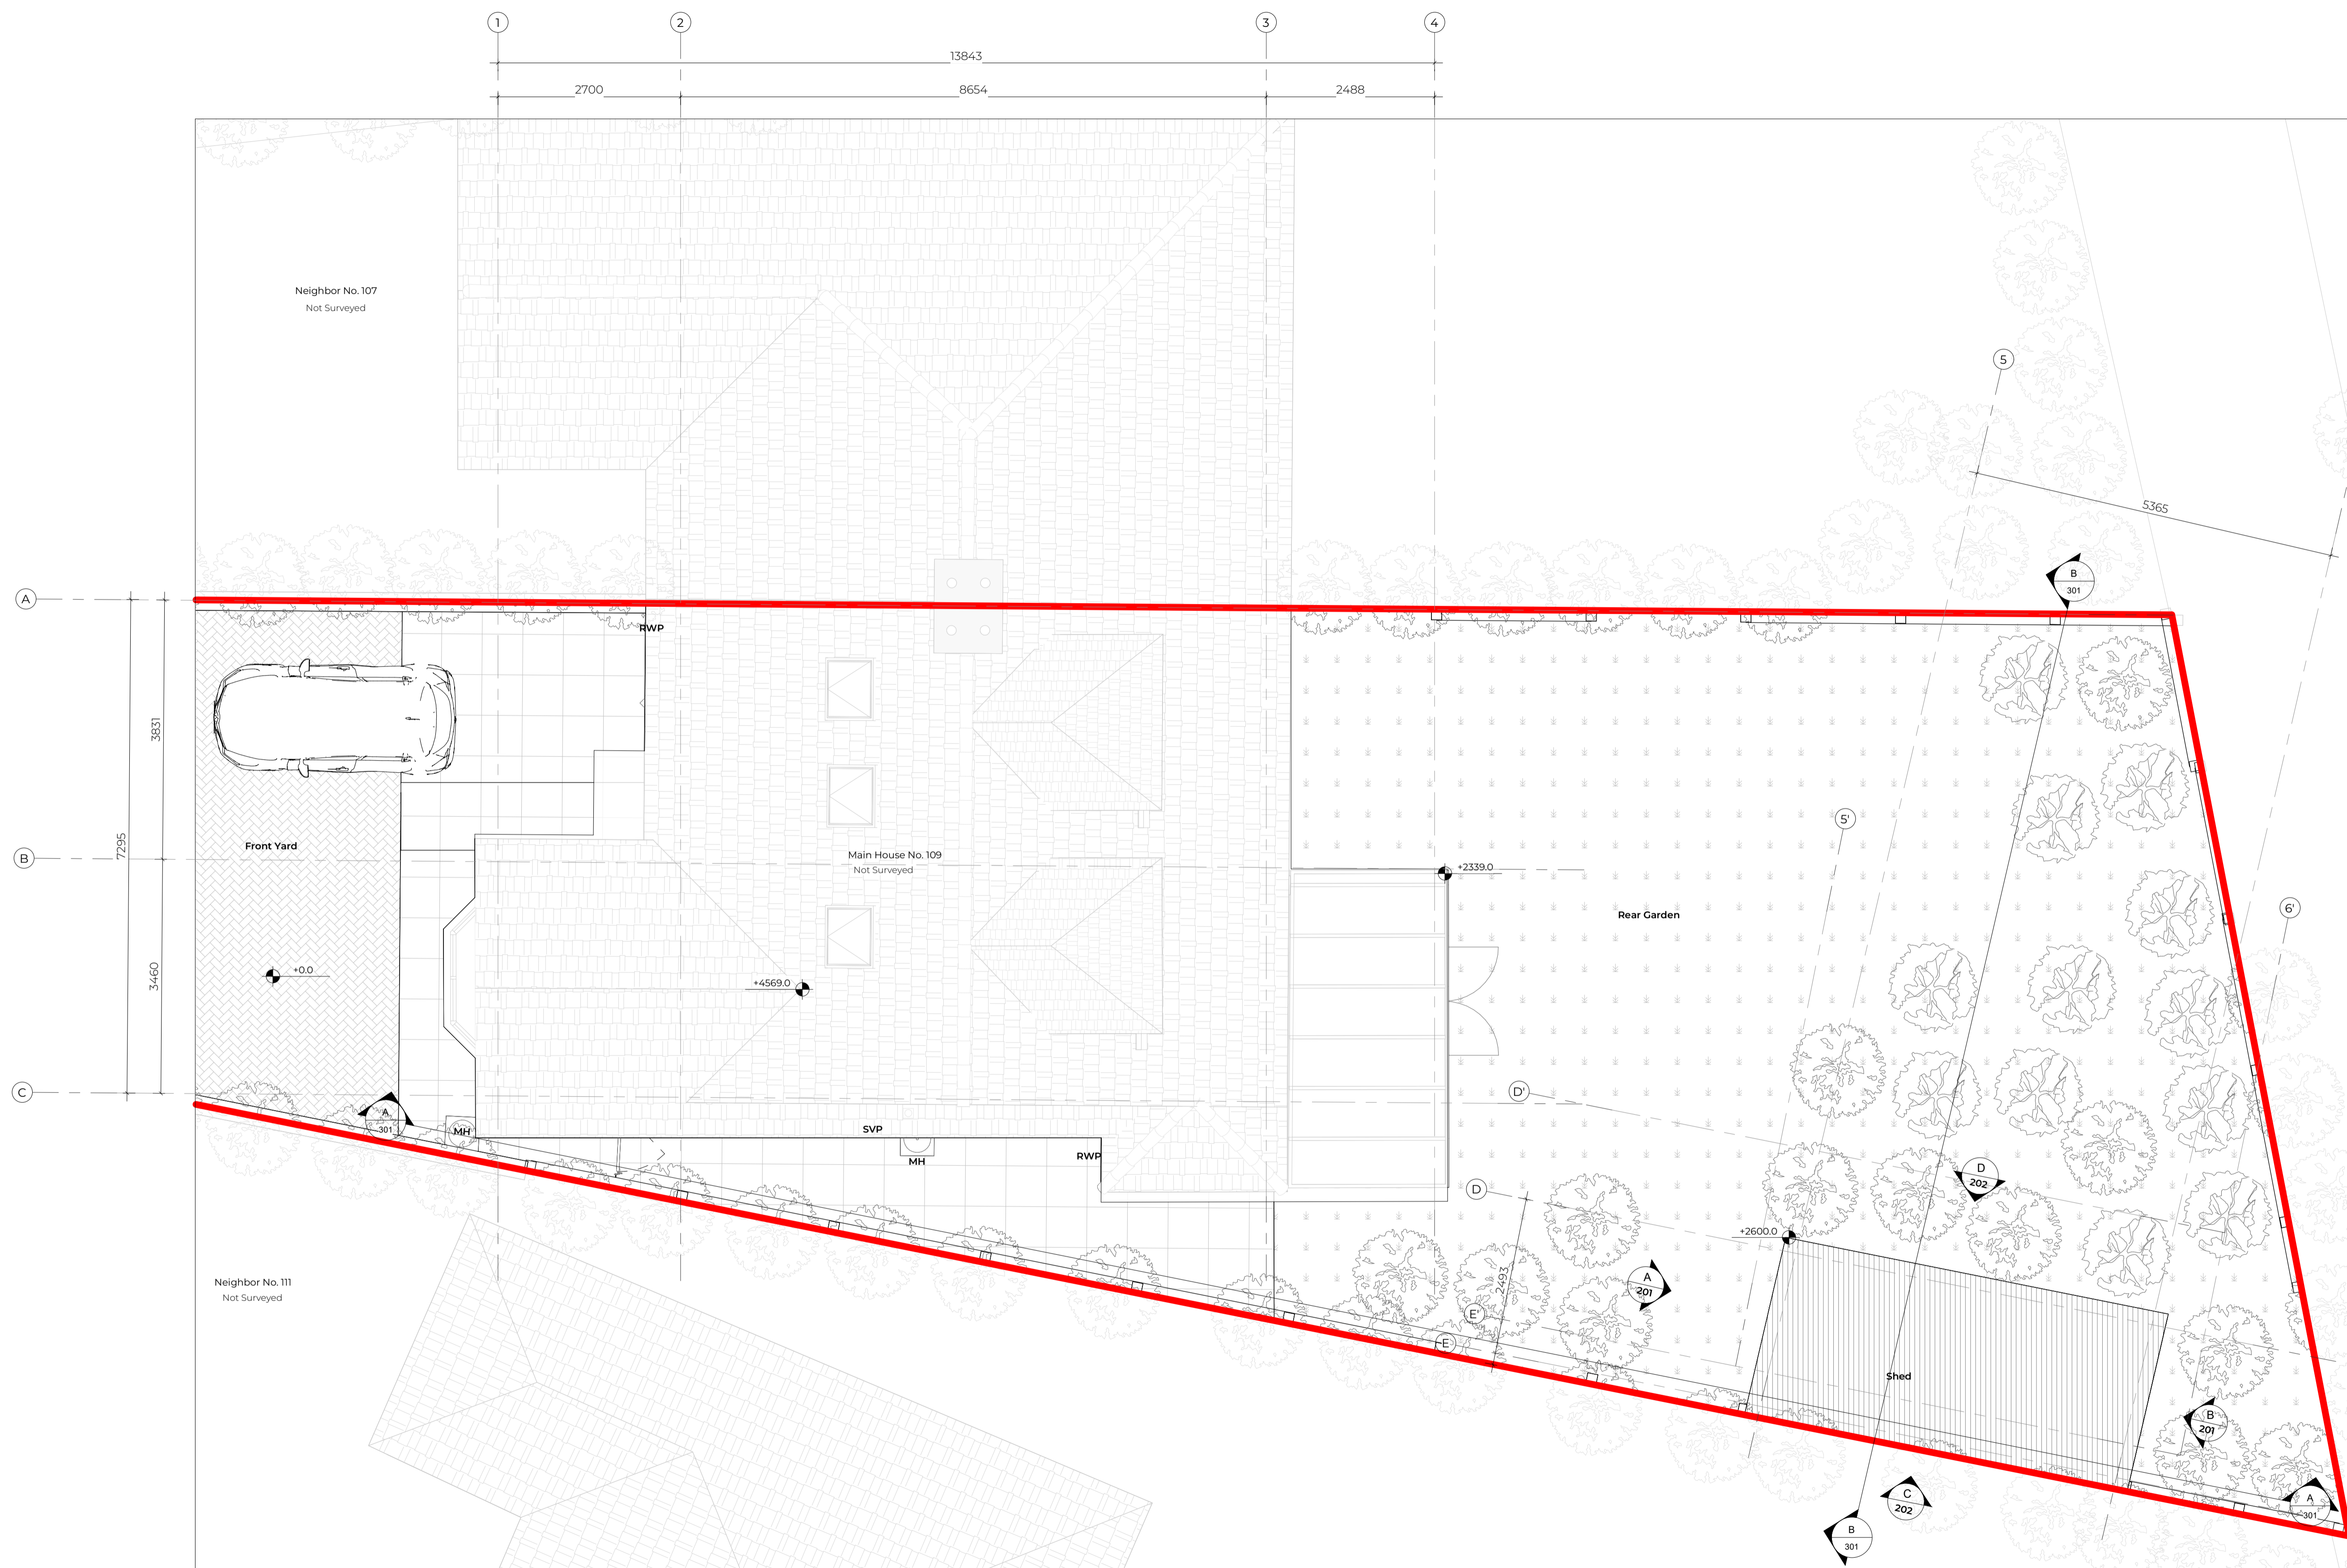 1
2
3
4
13843
2700
8654
2488
Neighbor No. 107
Not Surveyed
5
5365
B
301
A
RWP
3831
7295
5'
Front Yard
B
Main House No. 109
Not Surveyed
+2339.0
Rear Garden
6'
3460
+0.0
+4569.0
C
D'
A
301
MH
SVP
MH
RWP
D
202
D
+2600.0
Neighbor No. 111
Not Surveyed
2493
A
201
E'
E
Shed
B
201
C
202
A
301
B
301